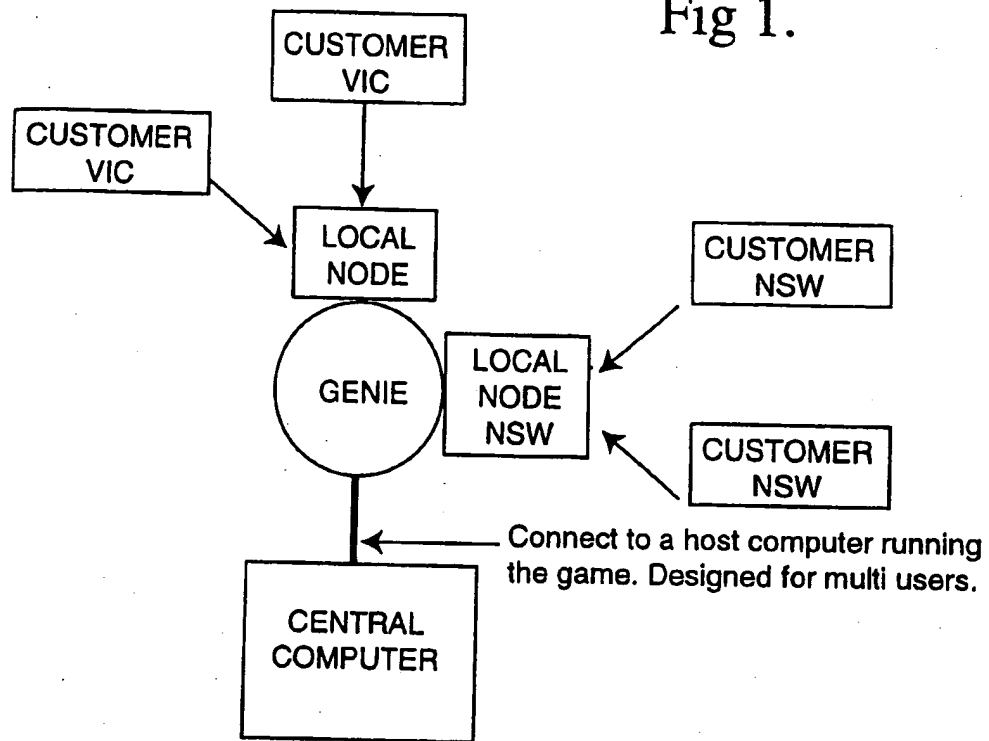 Fig 1.
CUSTOMER
VIC
CUSTOMER
VIC
LOCAL
NODE
CUSTOMER
NSW
GENIE
LOCAL
NODE
NSW
CUSTOMER
NSW
Connect to a host computer running
the game. Designed for multi users.
CENTRAL
COMPUTER